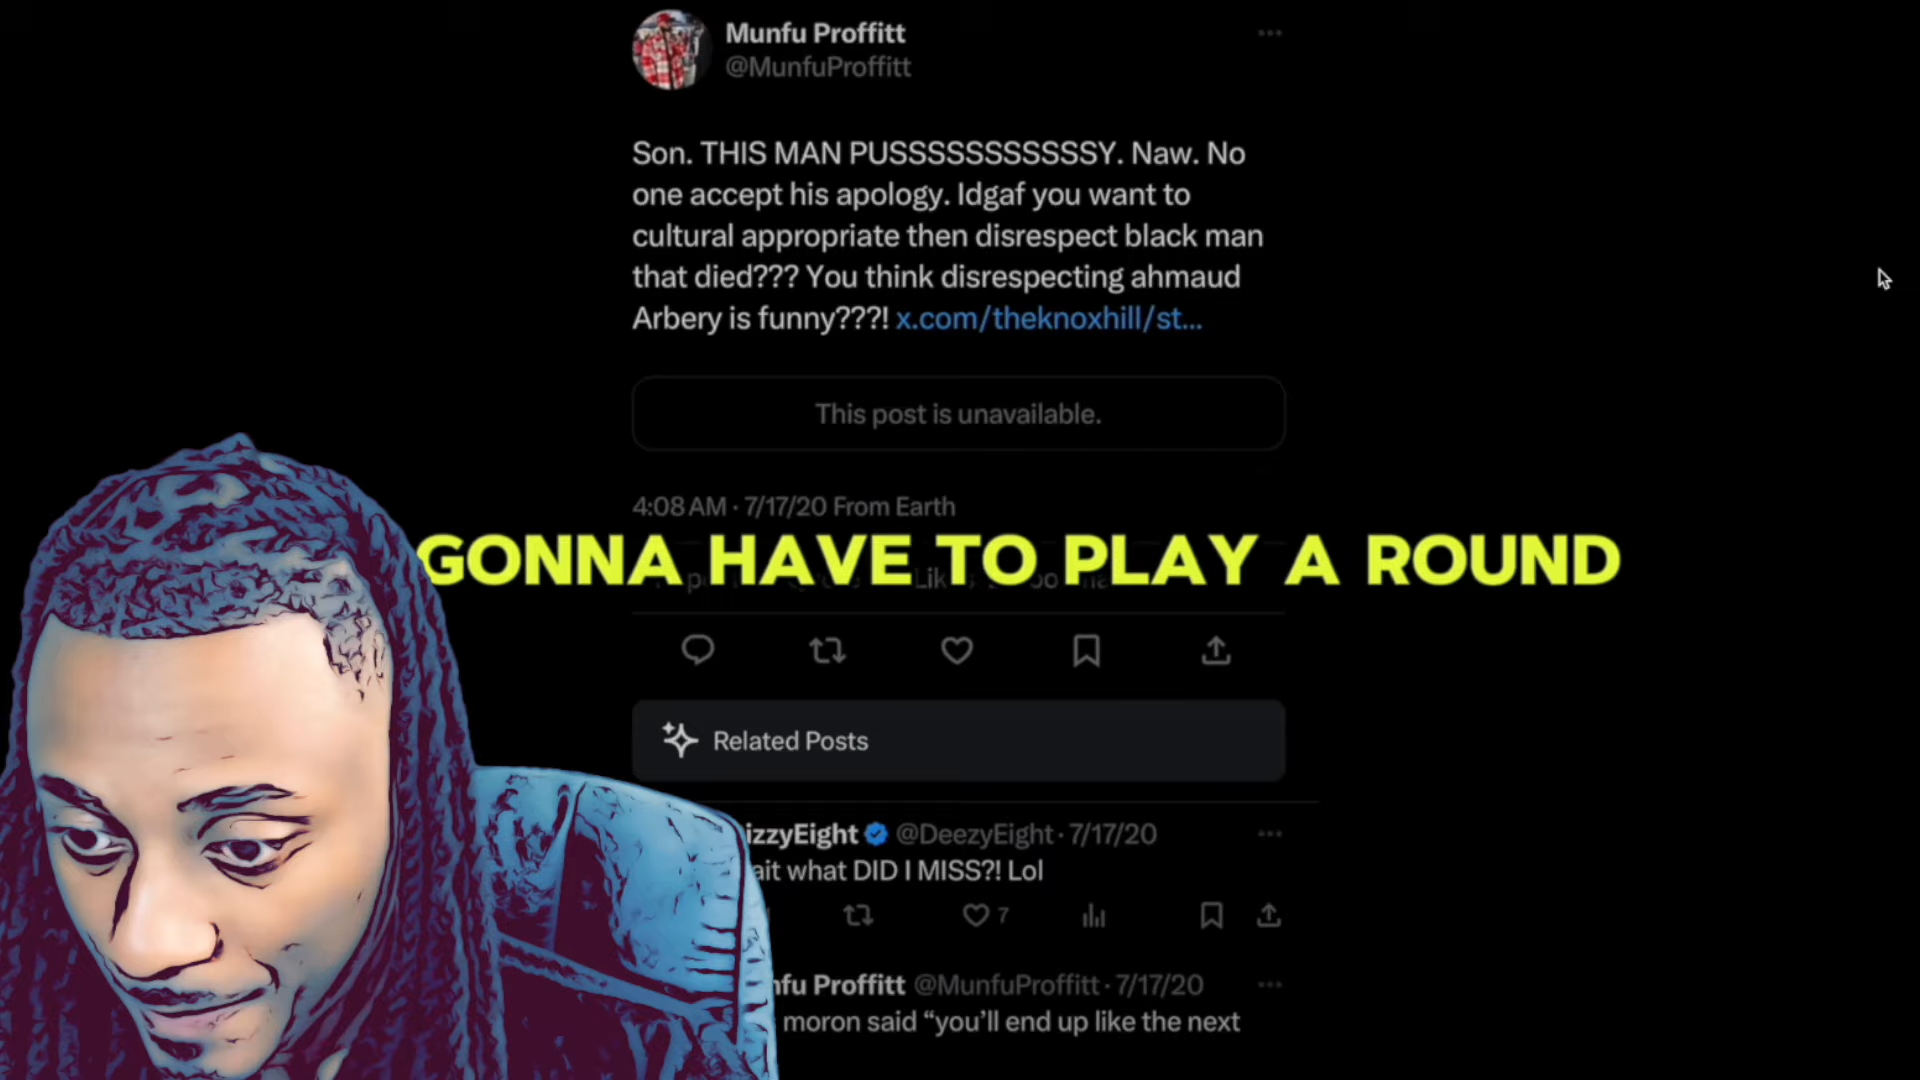 Munfu Proffitt
@MunfuProffitt
Son. THIS MAN PUSSSSSSSSSSSY. Naw. No
one accept his apology. Idgaf you want to
cultural appropriate then disrespect black man
that died??? You think disrespecting ahmaud
Arbery is funny???! x.com/theknoxhill/st...
This post is unavailable.
4:08 AM · 7/17/20 From Earth
GONNA HAVE TO PLAY A ROUND
Related Posts
izzyEight @DeezyEight · 7/17/20
ait what DID I MISS?! Lol
7
nfu Proffitt @MunfuProffitt · 7/17/20
moron said “you’ll end up like the next